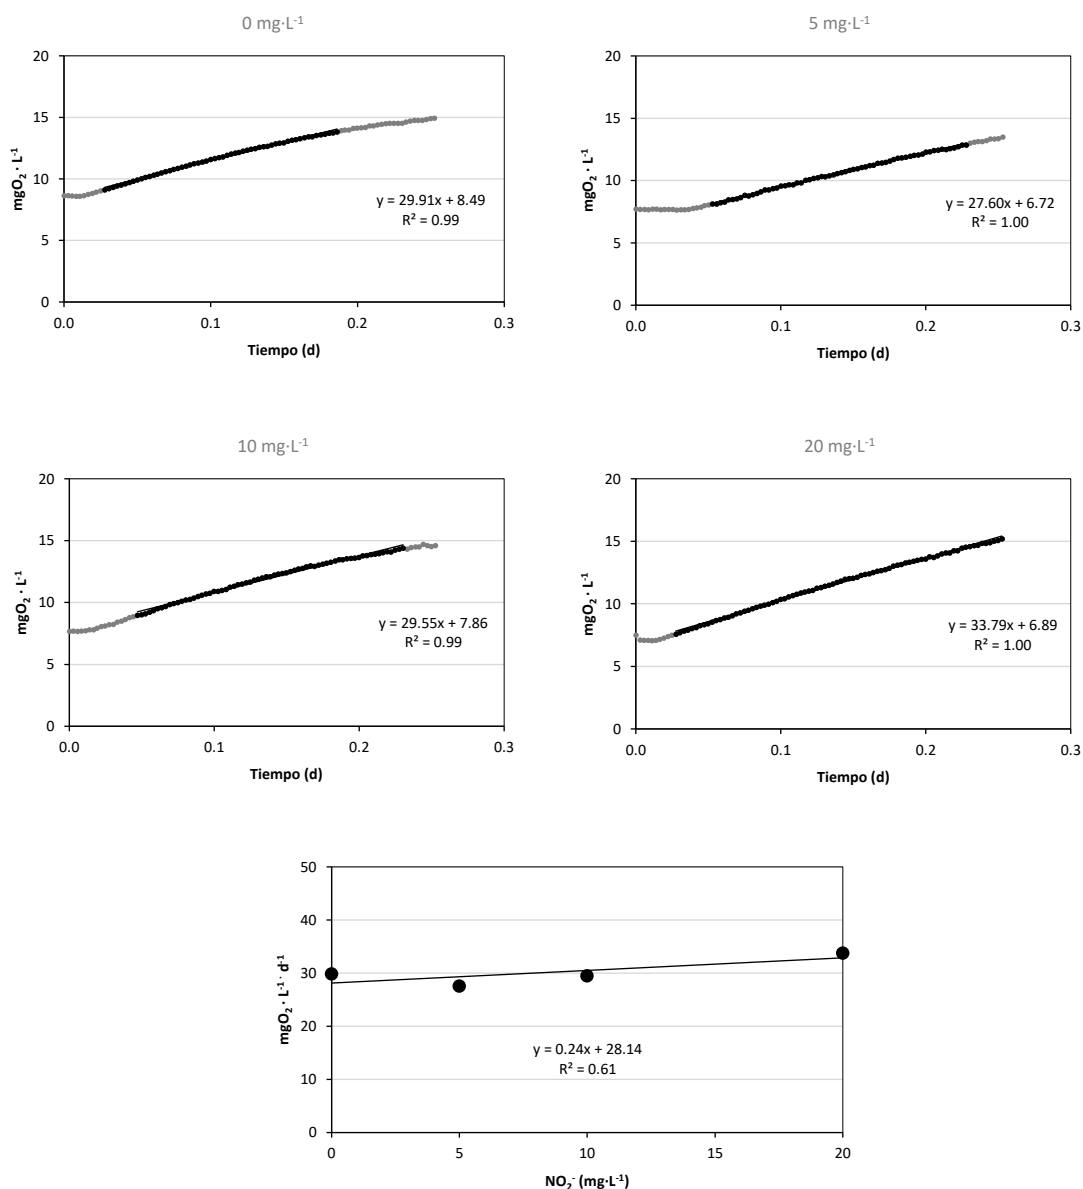 0 mg·L⁻¹
20
15
10
5
0
mgO₂ · L⁻¹
y = 29.91x + 8.49
R² = 0.99
0.0 0.1 0.2 0.3
Tiempo (d)
5 mg·L⁻¹
20
15
10
5
0
mgO₂ · L⁻¹
y = 27.60x + 6.72
R² = 1.00
0.0 0.1 0.2 0.3
Tiempo (d)
10 mg·L⁻¹
20
15
10
5
0
mgO₂ · L⁻¹
y = 29.55x + 7.86
R² = 0.99
0.0 0.1 0.2 0.3
Tiempo (d)
20 mg·L⁻¹
20
15
10
5
0
mgO₂ · L⁻¹
y = 33.79x + 6.89
R² = 1.00
0.0 0.1 0.2 0.3
Tiempo (d)
50
40
30
20
10
0
mgO₂ · L⁻¹· d⁻¹
y = 0.24x + 28.14
R² = 0.61
0 5 10 15 20
NO₂⁻ (mg·L⁻¹)